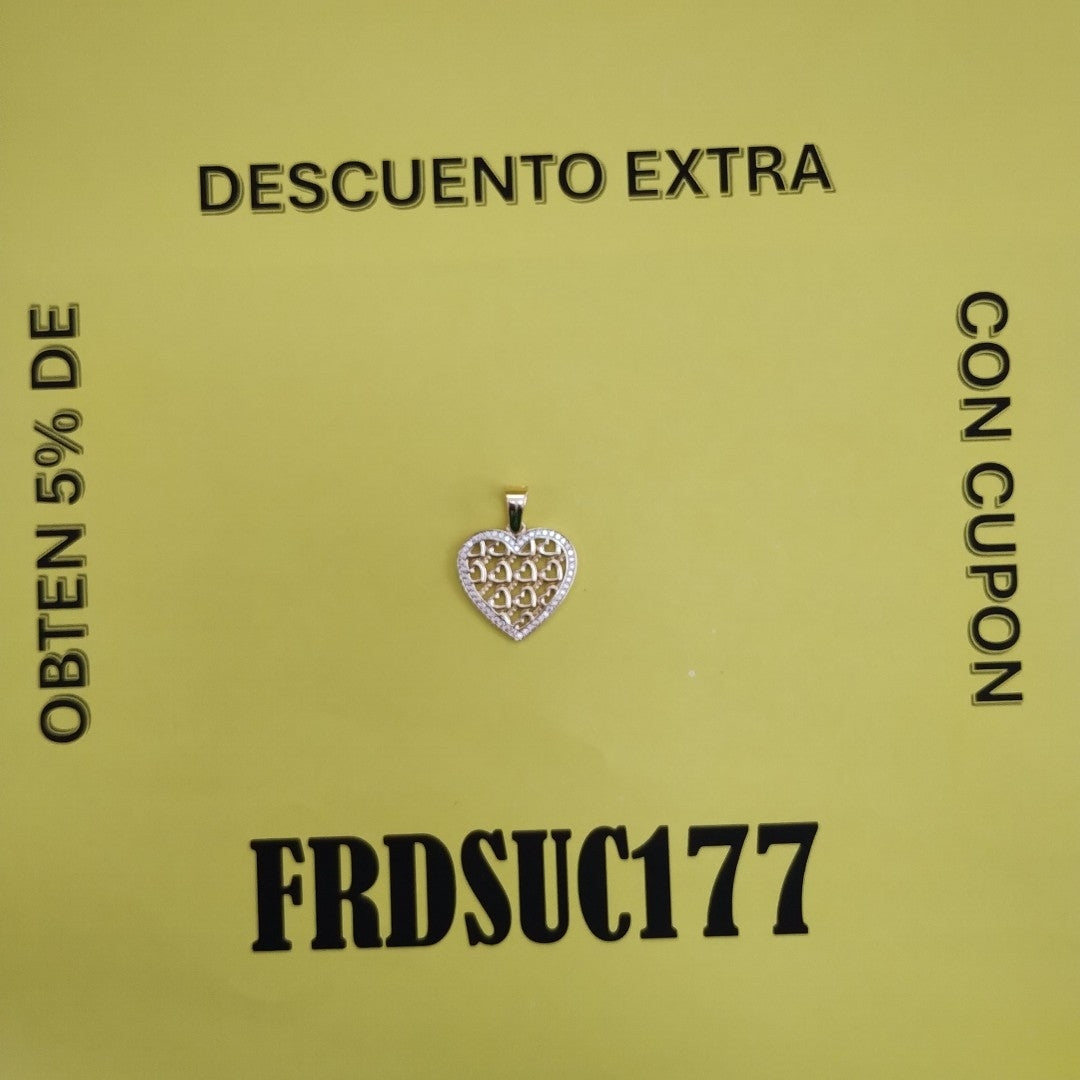 OBTEN 5% DE
DESCUENTO EXTRA
CON CUPON
FRDSUC177